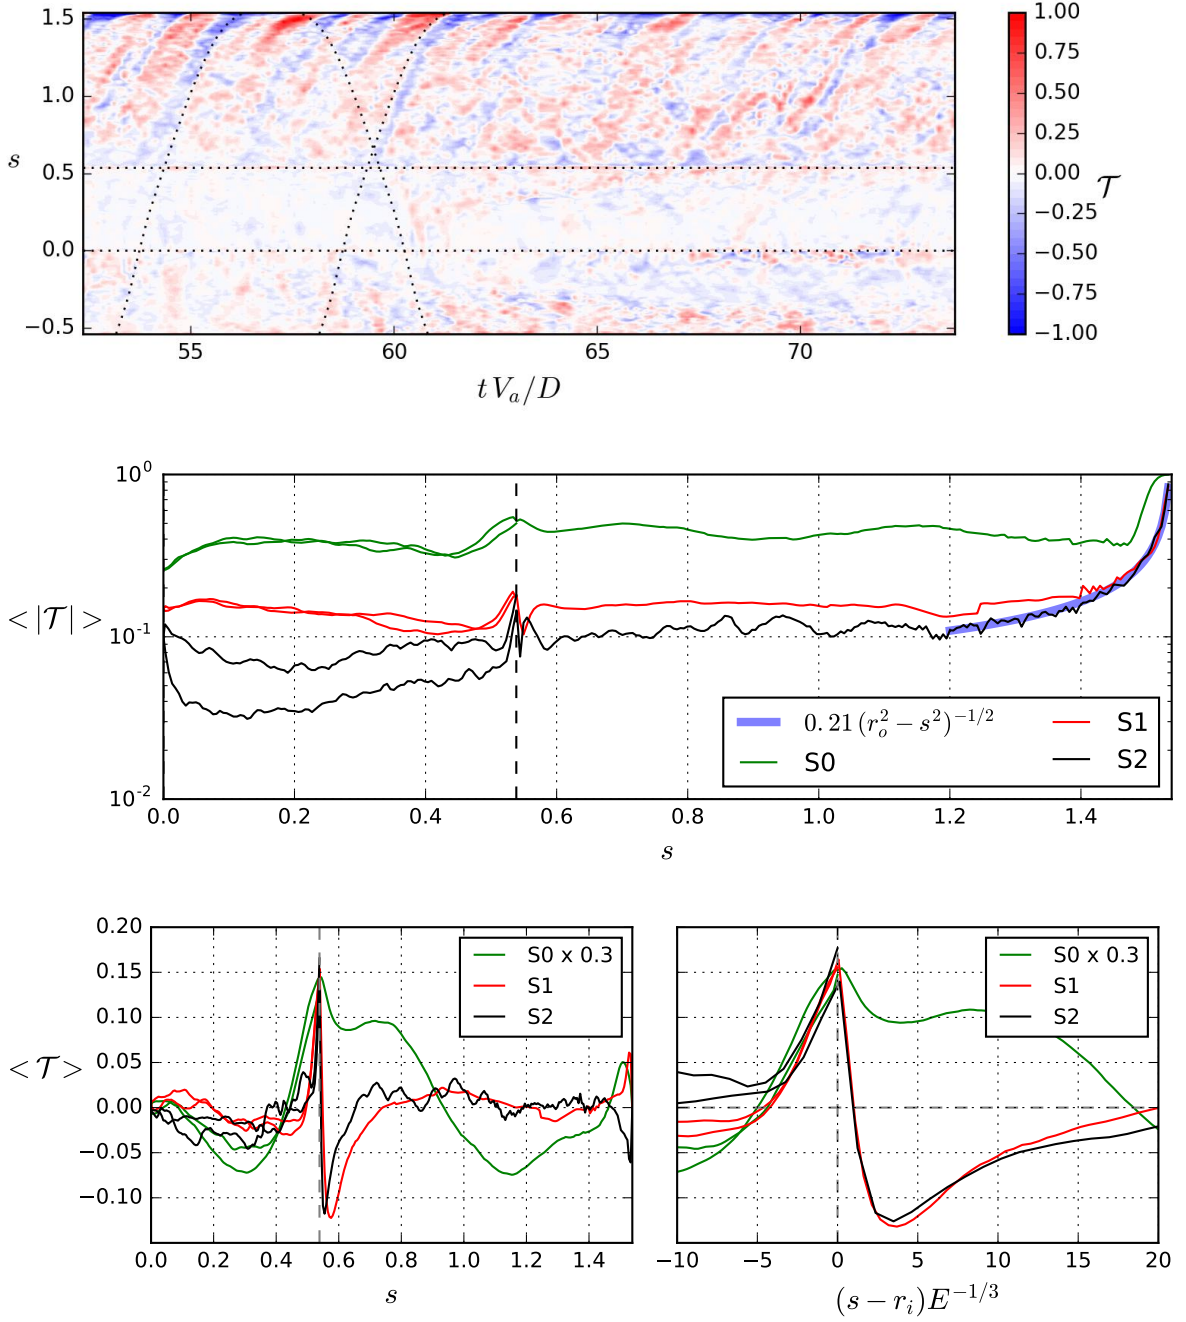 1.5
1.0
0.5
0.0
−0.5
s
55 60 65 70
t V_a/D
1.00
0.75
0.50
0.25
0.00
−0.25
−0.50
−0.75
−1.00
𝒯
10^0
10^-1
10^-2
< |𝒯| >
0.0 0.2 0.4 0.6 0.8 1.0 1.2 1.4
s
0.21 (r_o^2 − s^2)^{−1/2}
S0
S1
S2
0.20
0.15
0.10
0.05
0.00
−0.05
−0.10
< 𝒯 >
0.0 0.2 0.4 0.6 0.8 1.0 1.2 1.4
s
S0 x 0.3
S1
S2
−10 −5 0 5 10 15 20
(s − r_i)E^{−1/3}
S0 x 0.3
S1
S2